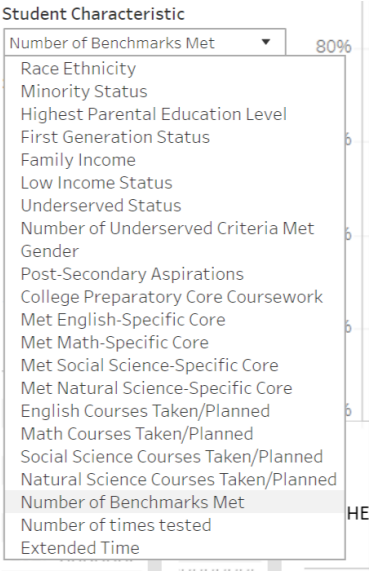 Student Characteristic
Number of Benchmarks Met
80%
Race Ethnicity
Minority Status
Highest Parental Education Level
First Generation Status
Family Income
Low Income Status
Underserved Status
Number of Underserved Criteria Met
Gender
Post-Secondary Aspirations
College Preparatory Core Coursework
Met English-Specific Core
Met Math-Specific Core
Met Social Science-Specific Core
Met Natural Science-Specific Core
English Courses Taken/Planned
Math Courses Taken/Planned
Social Science Courses Taken/Planned
Natural Science Courses Taken/Planned
Number of Benchmarks Met
HE
Number of times tested
Extended Time